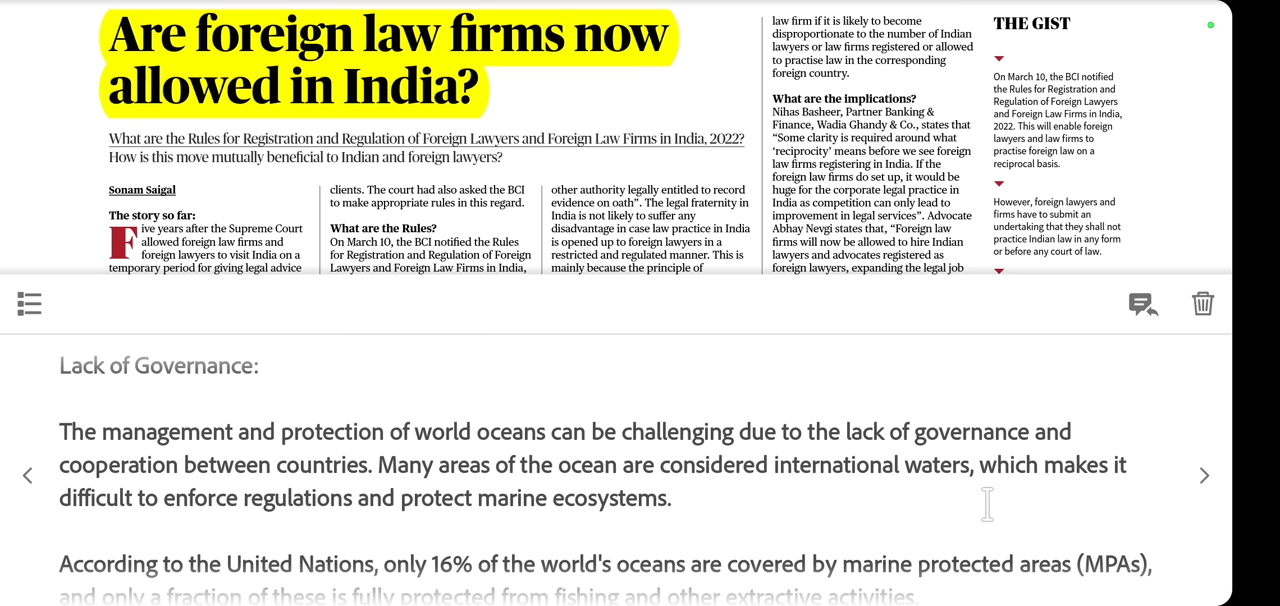 Are foreign law firms now
allowed in India?
What are the Rules for Registration and Regulation of Foreign Lawyers and Foreign Law Firms in India, 2022?
How is this move mutually beneficial to Indian and foreign lawyers?
Sonam Saigal
The story so far:
Five years after the Supreme Court
allowed foreign law firms and
foreign lawyers to visit India on a
temporary period for giving legal advice
clients. The court had also asked the BCI
to make appropriate rules in this regard.
What are the Rules?
On March 10, the BCI notified the Rules
for Registration and Regulation of Foreign
Lawyers and Foreign Law Firms in India,
other authority legally entitled to record
evidence on oath”. The legal fraternity in
India is not likely to suffer any
disadvantage in case law practice in India
is opened up to foreign lawyers in a
restricted and regulated manner. This is
mainly because the principle of
law firm if it is likely to become
disproportionate to the number of Indian
lawyers or law firms registered or allowed
to practise law in the corresponding
foreign country.
What are the implications?
Nihas Basheer, Partner Banking &
Finance, Wadia Ghandy & Co., states that
“Some clarity is required around what
‘reciprocity’ means before we see foreign
law firms registering in India. If the
foreign law firms do set up, it would be
huge for the corporate legal practice in
India as competition can only lead to
improvement in legal services”. Advocate
Abhay Nevgi states that, “Foreign law
firms will now be allowed to hire Indian
lawyers and advocates registered as
foreign lawyers, expanding the legal job
THE GIST
On March 10, the BCI notified
the Rules for Registration and
Regulation of Foreign Lawyers
and Foreign Law Firms in India,
2022. This will enable foreign
lawyers and law firms to
practise foreign law on a
reciprocal basis.
However, foreign lawyers and
firms have to submit an
undertaking that they shall not
practice Indian law in any form
or before any court of law.
Lack of Governance:
The management and protection of world oceans can be challenging due to the lack of governance and
cooperation between countries. Many areas of the ocean are considered international waters, which makes it
difficult to enforce regulations and protect marine ecosystems.
According to the United Nations, only 16% of the world's oceans are covered by marine protected areas (MPAs),
and only a fraction of these is fully protected from fishing and other extractive activities.